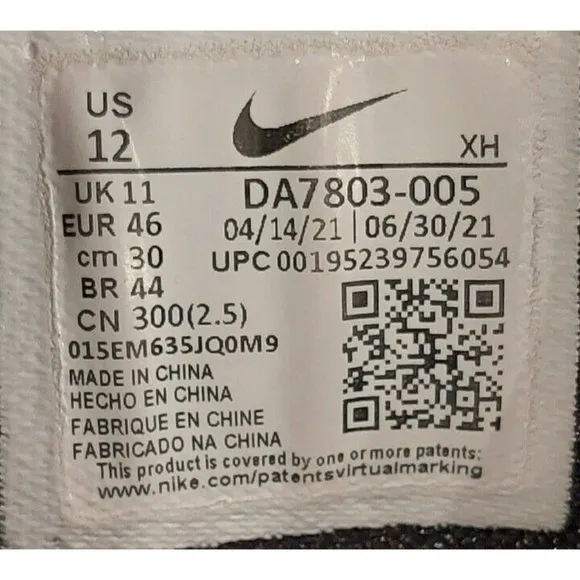 US
12
XH
UK 11
DA7803-005
EUR 46
04/14/21 | 06/30/21
cm 30
UPC 00195239756054
BR 44
CN 300(2.5)
015EM635JQ0M9
MADE IN CHINA
HECHO EN CHINA
FABRIQUE EN CHINE
FABRICADO NA CHINA
This product is covered by one or more patents:
www.nike.com/patentsvirtualmarking